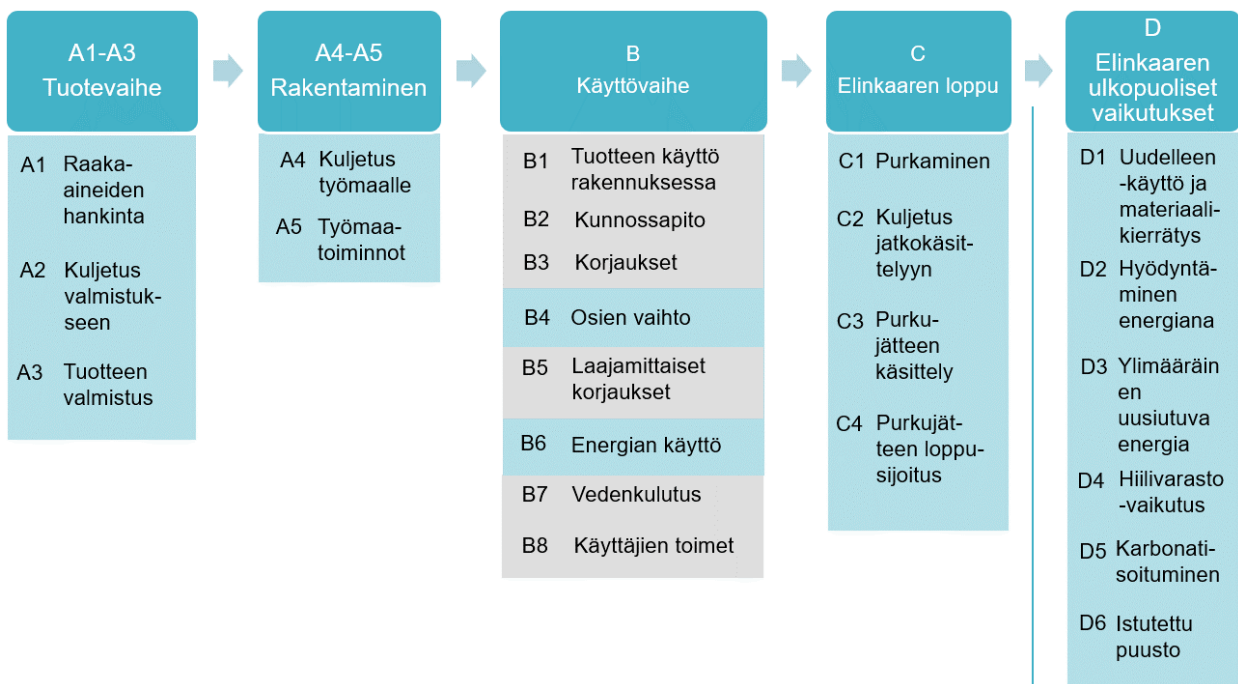 A1-A3
Tuotevaihe
A1 Raaka-
aineiden
hankinta
A2 Kuljetus
valmistuk-
seen
A3 Tuotteen
valmistus
A4-A5
Rakentaminen
A4 Kuljetus
työmaalle
A5 Työmaa-
toiminnot
B
Käyttövaihe
B1 Tuotteen käyttö
rakennuksessa
B2 Kunnossapito
B3 Korjaukset
B4 Osien vaihto
B5 Laajamittaiset
korjaukset
B6 Energian käyttö
B7 Vedenkulutus
B8 Käyttäjien toimet
C
Elinkaaren loppu
C1 Purkaminen
C2 Kuljetus
jatkokäsit-
telyyn
C3 Purku-
jätteen
käsittely
C4 Purkujät-
teen loppu-
sijoitus
D
Elinkaaren
ulkopuoliset
vaikutukset
D1 Uudelleen
-käyttö ja
materiaali-
kierrätys
D2 Hyödyntä-
minen
energiana
D3 Ylimääräin
en
uusiutuva
energia
D4 Hiilivarasto
-vaikutus
D5 Karbonati-
soituminen
D6 Istutettu
puusto